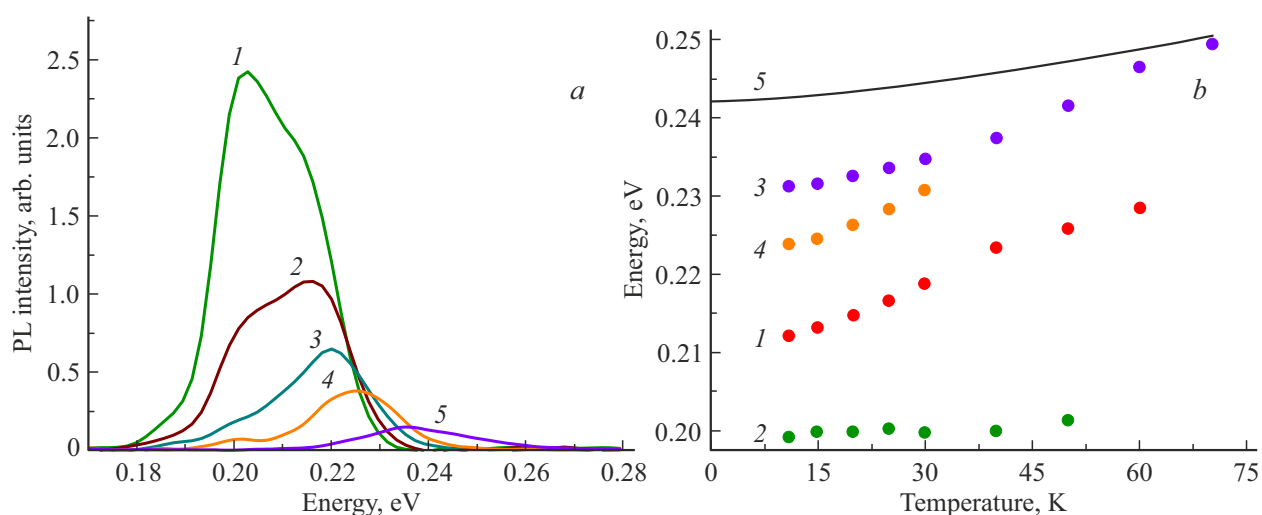 a
1
2
3
4
5
PL intensity, arb. units
2.5
2.0
1.5
1.0
0.5
0
0.18 0.20 0.22 0.24 0.26 0.28
Energy, eV
b
5
3
4
1
2
Energy, eV
0.25
0.24
0.23
0.22
0.21
0.20
0 15 30 45 60 75
Temperature, K